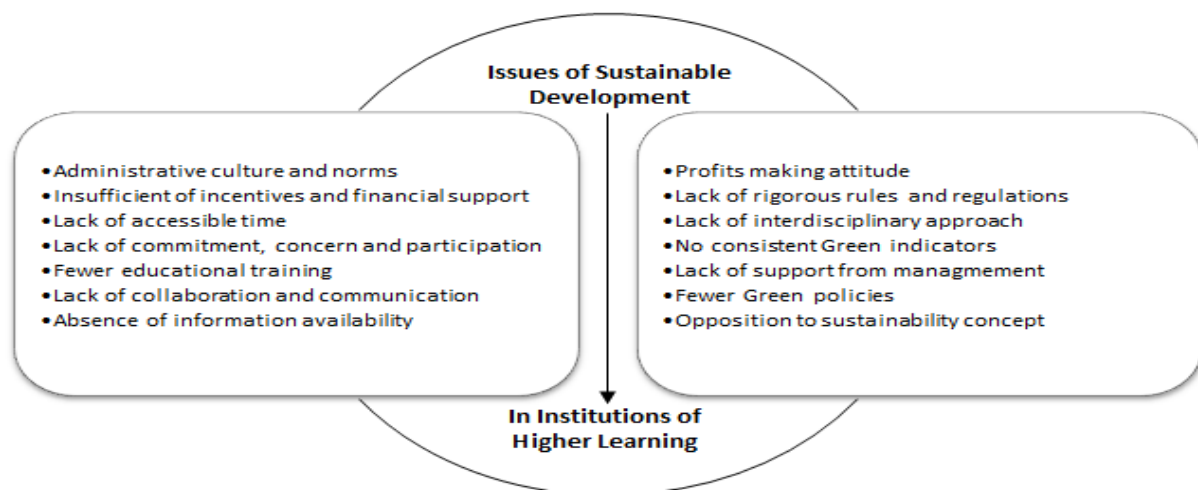 Issues of Sustainable
Development
•Administrative culture and norms
•Insufficient of incentives and financial support
•Lack of accessible time
•Lack of commitment, concern and participation
•Fewer educational training
•Lack of collaboration and communication
•Absence of information availability
•Profits making attitude
•Lack of rigorous rules and regulations
•Lack of interdisciplinary approach
•No consistent Green indicators
•Lack of support from managmement
•Fewer Green policies
•Opposition to sustainability concept
In Institutions of
Higher Learning